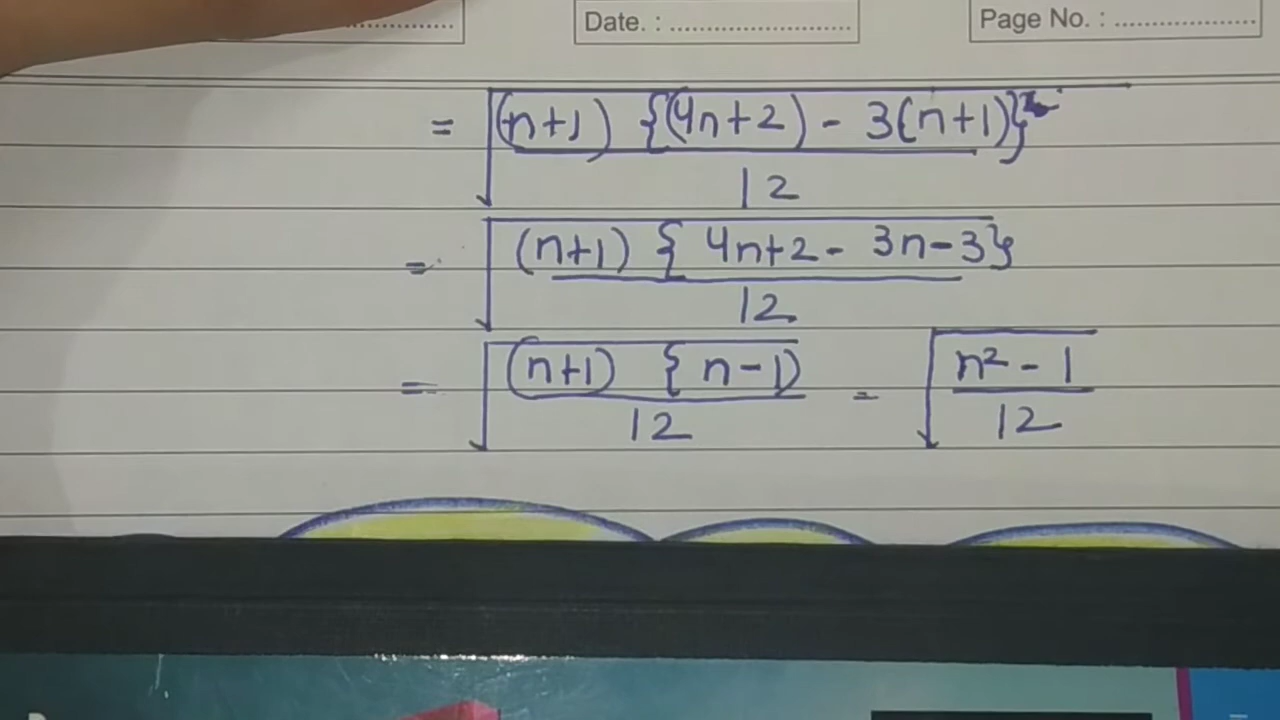 Date. : ........................... Page No. : .....................
= √((n+1) {(4n+2) - 3(n+1)} / 12)
= √((n+1) { 4n+2 - 3n-3} / 12)
= √((n+1) { n-1) / 12) = √(n² - 1 / 12)